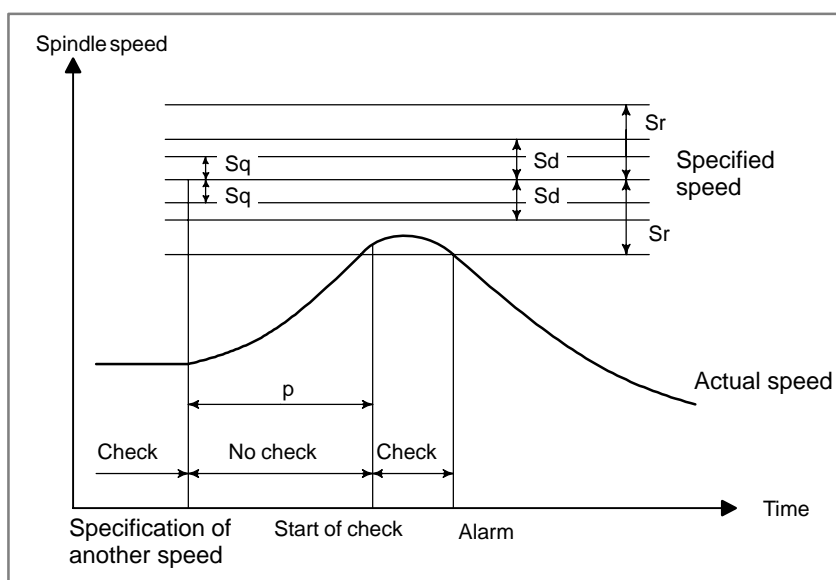 Spindle speed
Sr
Sq
Sd
Specified
speed
Sq
Sd
Sr
Actual speed
p
Check
No check
Check
Time
Specification of
another speed
Start of check
Alarm